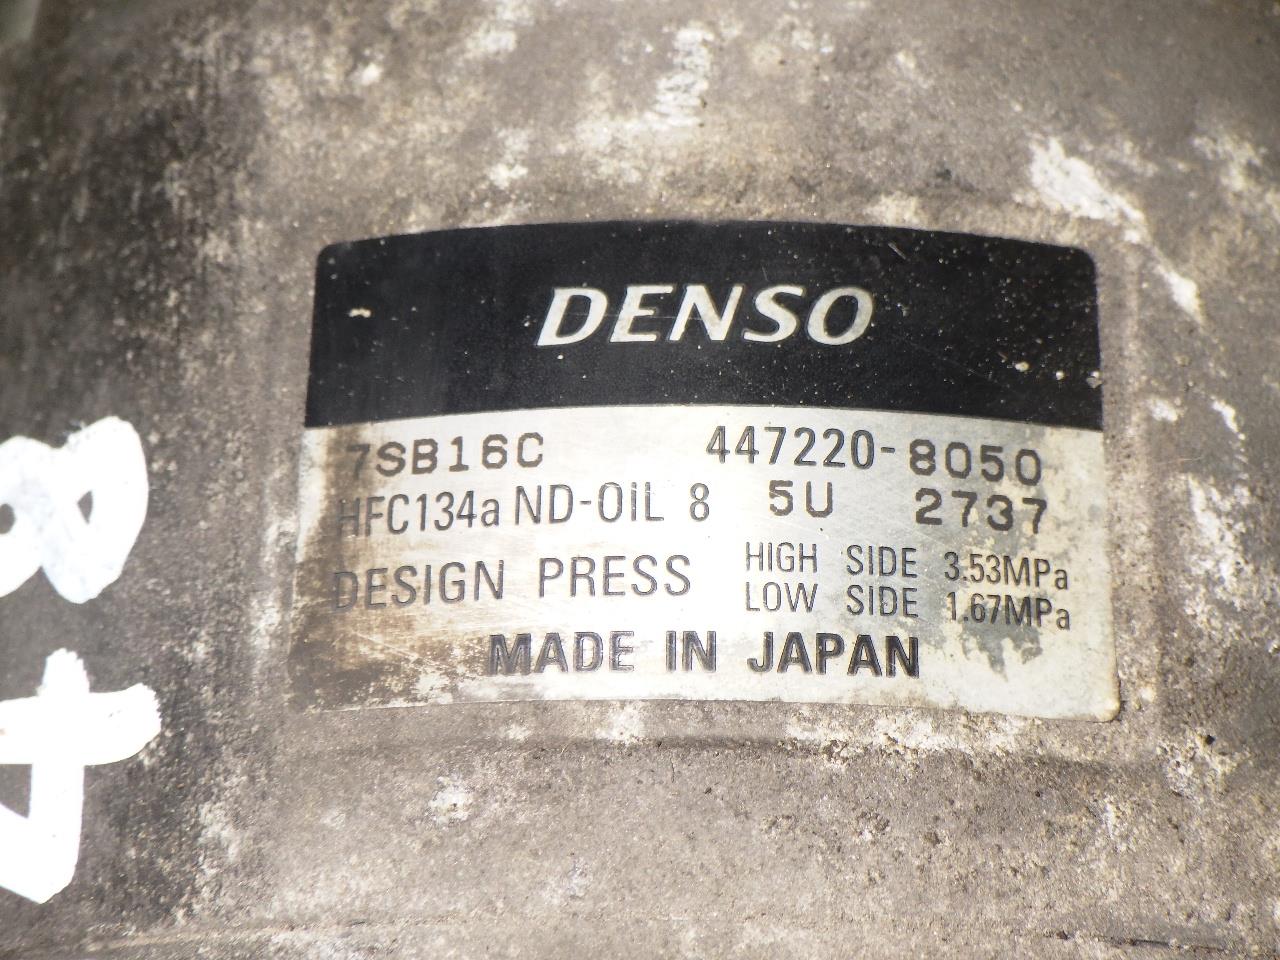 DENSO
7SB16C 447220-8050
HFC134a ND-OiL 8 5U 2737
DESIGN PRESS HIGH SIDE 3.53MPa
LOW SIDE 1.67MPa
MADE IN JAPAN
48